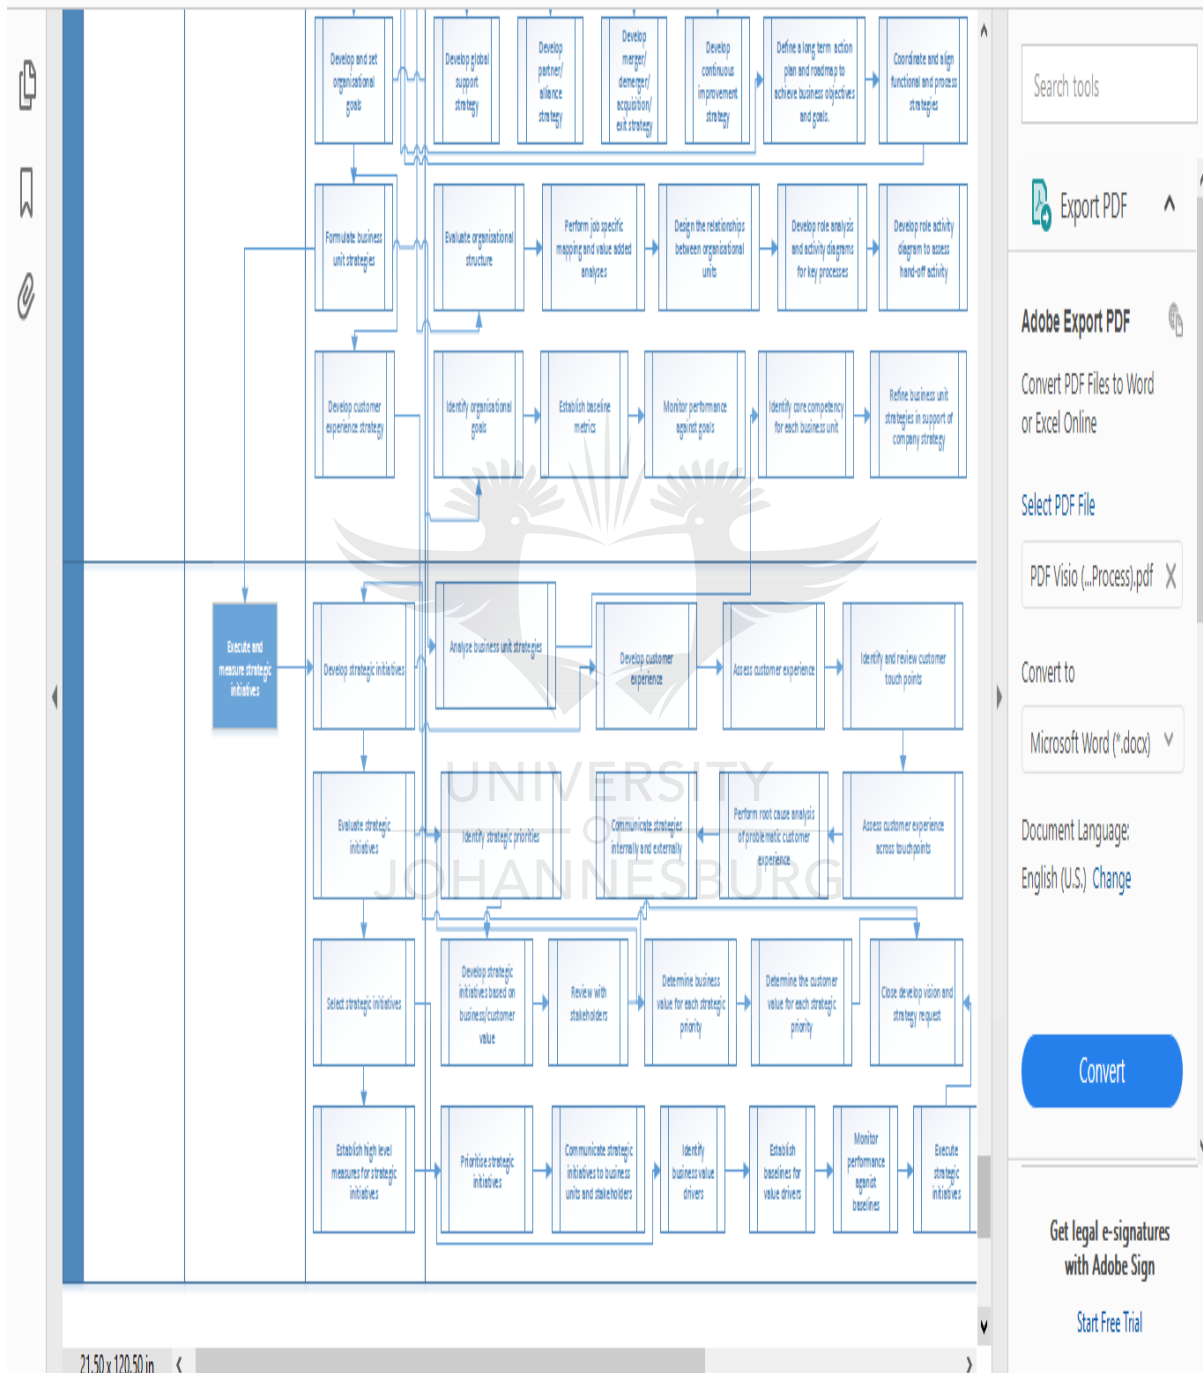 Develop and set
organisational
goals
Develop global
support
strategy
Develop
partner/
alliance
strategy
Develop
merger/
demerger/
acquisition/
exit strategy
Develop
continuous
improvement
strategy
Define a long term action
plan and roadmap to
achieve business objectives
and goals.
Coordinate and align
functional and process
strategies
Formulate business
unit strategies
Evaluate organisational
structure
Perform job specific
mapping and value added
analyses
Design the relationships
between organisational
units
Develop role analysis
and activity diagrams
for key processes
Develop role activity
diagram to assess
hand-off activity
Develop customer
experience strategy
Identify organisational
goals
Establish baseline
metrics
Monitor performance
against goals
Identify core competency
for each business unit
Refine business unit
strategies in support of
company strategy
Execute and
measure strategic
initiatives
Develop strategic initiatives
Analyse business unit strategies
Develop customer
experience
Assess customer experience
Identify and review customer
touch points
Evaluate strategic
initiatives
Identify strategic priorities
Communicate strategies
internally and externally
Perform root cause analysis
of problematic customer
experience
Assess customer experience
across touchpoints
Select strategic initiatives
Develop strategic
initiatives based on
business/customer
value
Review with
stakeholders
Determine business
value for each strategic
priority
Determine the customer
value for each strategic
priority
Close develop vision and
strategy request
Establish high level
measures for strategic
initiatives
Prioritise strategic
initiatives
Communicate strategic
initiatives to business
units and stakeholders
Identify
business value
drivers
Establish
baselines for
value drivers
Monitor
performance
aganist
baselines
Execute
strategic
initiatives
UNIVERSITY
OF
JOHANNESBURG
21.50 x 120.50 in
Search tools
Export PDF
Adobe Export PDF
Convert PDF Files to Word
or Excel Online
Select PDF File
PDF Visio (...Process).pdf
Convert to
Microsoft Word (*.docx)
Document Language:
English (U.S.) Change
Convert
Get legal e-signatures
with Adobe Sign
Start Free Trial